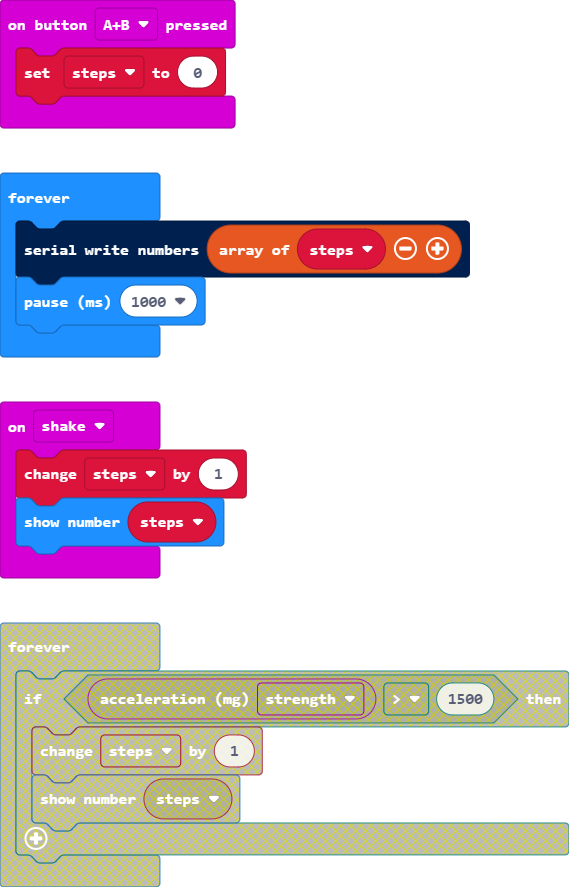 on button A+B pressed
set steps to 0
forever
serial write numbers array of steps
pause (ms) 1000
on shake
change steps by 1
show number steps
forever
if acceleration (mg) strength > 1500 then
change steps by 1
show number steps